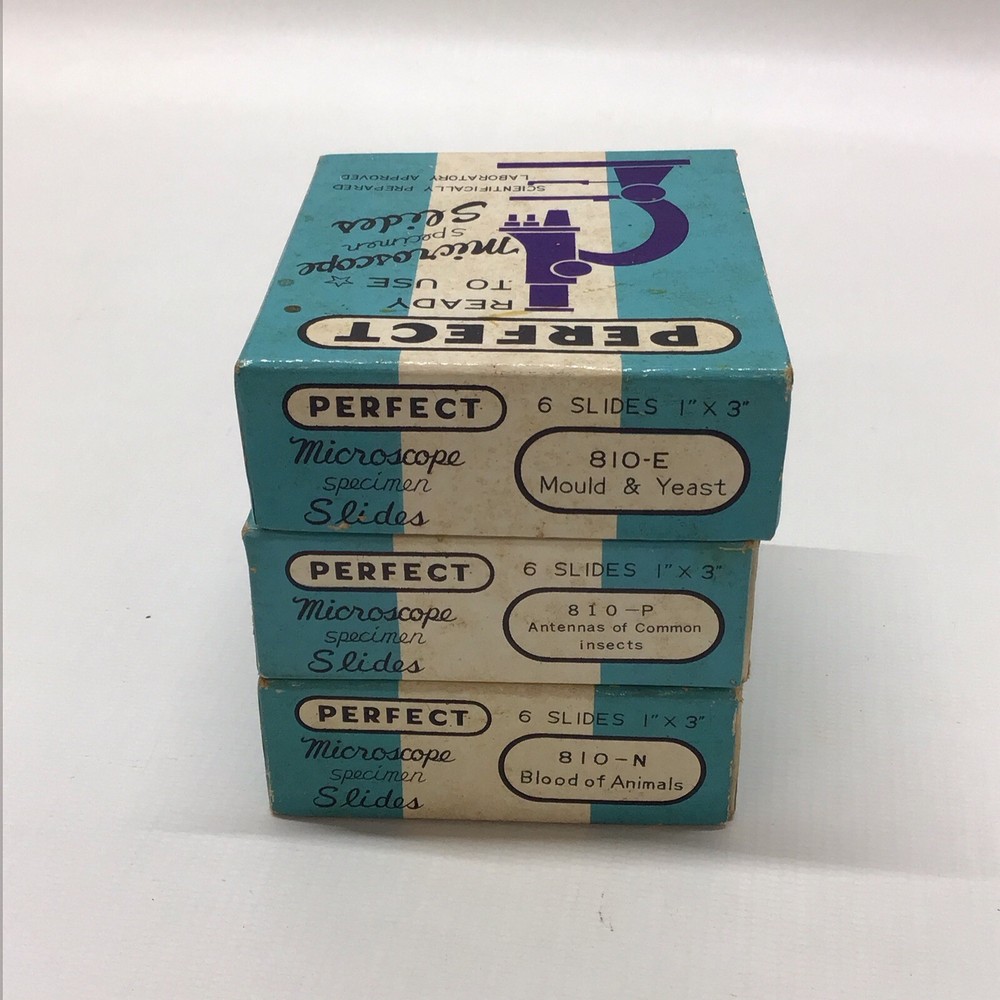 PERFECT
READY
TO USE ☆
Microscope
specimen
Slides
SCIENTIFICALLY PREPARED
LABORATORY APPROVED
PERFECT
Microscope
specimen
Slides
6 SLIDES 1" X 3"
810-E
Mould & Yeast
PERFECT
Microscope
specimen
Slides
6 SLIDES 1" X 3"
810-P
Antennas of Common
insects
PERFECT
Microscope
specimen
Slides
6 SLIDES 1" X 3"
810-N
Blood of Animals